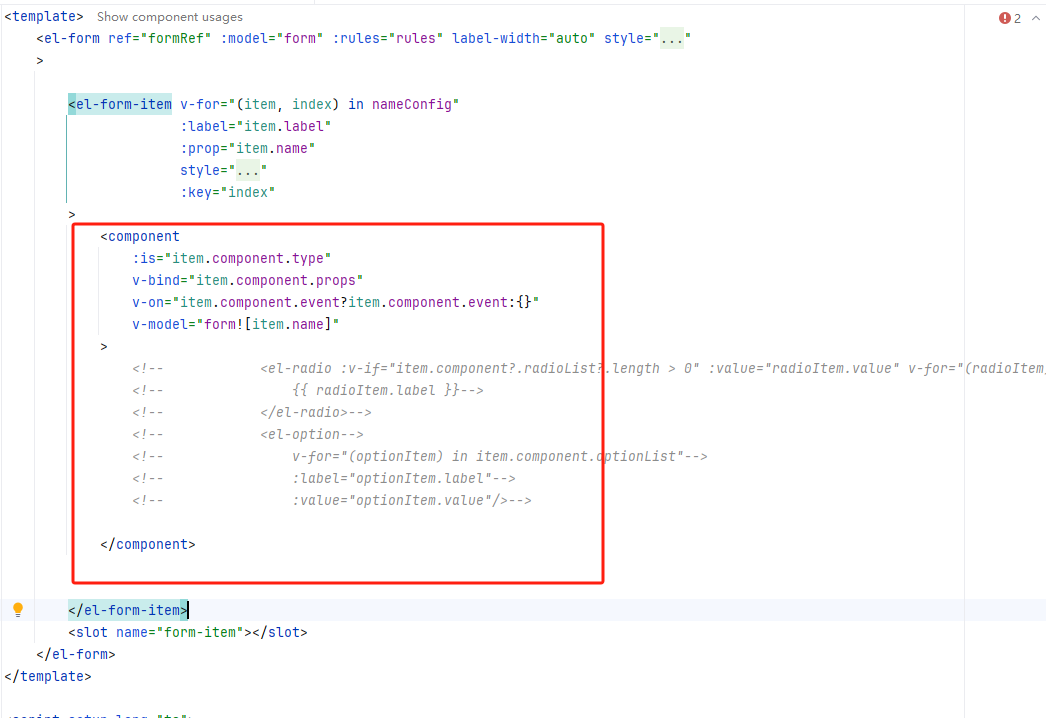 <template> Show component usages
2
<el-form ref="formRef" :model="form" :rules="rules" label-width="auto" style="..."
>
<el-form-item v-for="(item, index) in nameConfig"
:label="item.label"
:prop="item.name"
style="..."
:key="index"
>
<component
:is="item.component.type"
v-bind="item.component.props"
v-on="item.component.event?item.component.event:{}"
v-model="form![item.name]"
>
<!-- <el-radio :v-if="item.component?.radioList?.length > 0" :value="radioItem.value" v-for="(radioItem,
<!-- {{ radioItem.label }}-->
<!-- </el-radio>-->
<!-- <el-option-->
<!-- v-for="(optionItem) in item.component.optionList"-->
<!-- :label="optionItem.label"-->
<!-- :value="optionItem.value"/>-->
</component>
</el-form-item>
<slot name="form-item"></slot>
</el-form>
</template>
<script setup lang="ts">